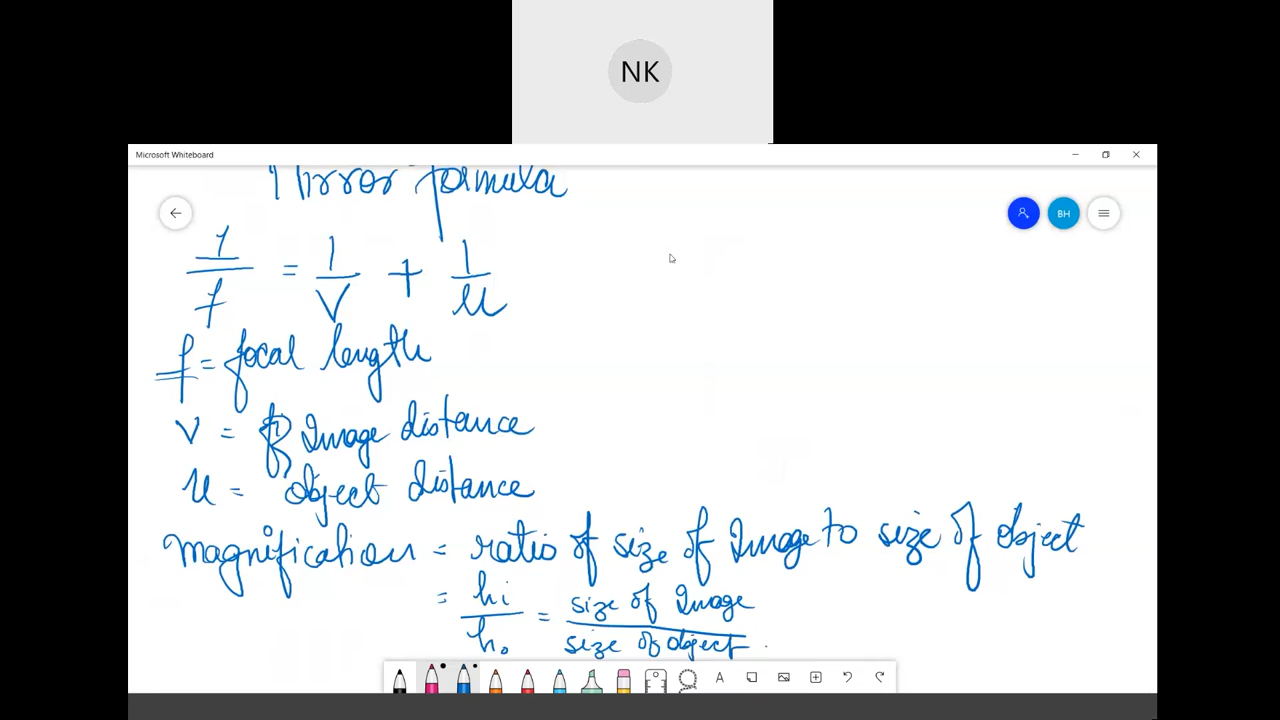 NK
Microsoft Whiteboard
Mirror formula
BH
1/f = 1/v + 1/u
f = focal length
v = Image distance
u = object distance
Magnification = ratio of size of Image to size of object
= hi/ho = size of Image/size of object
A